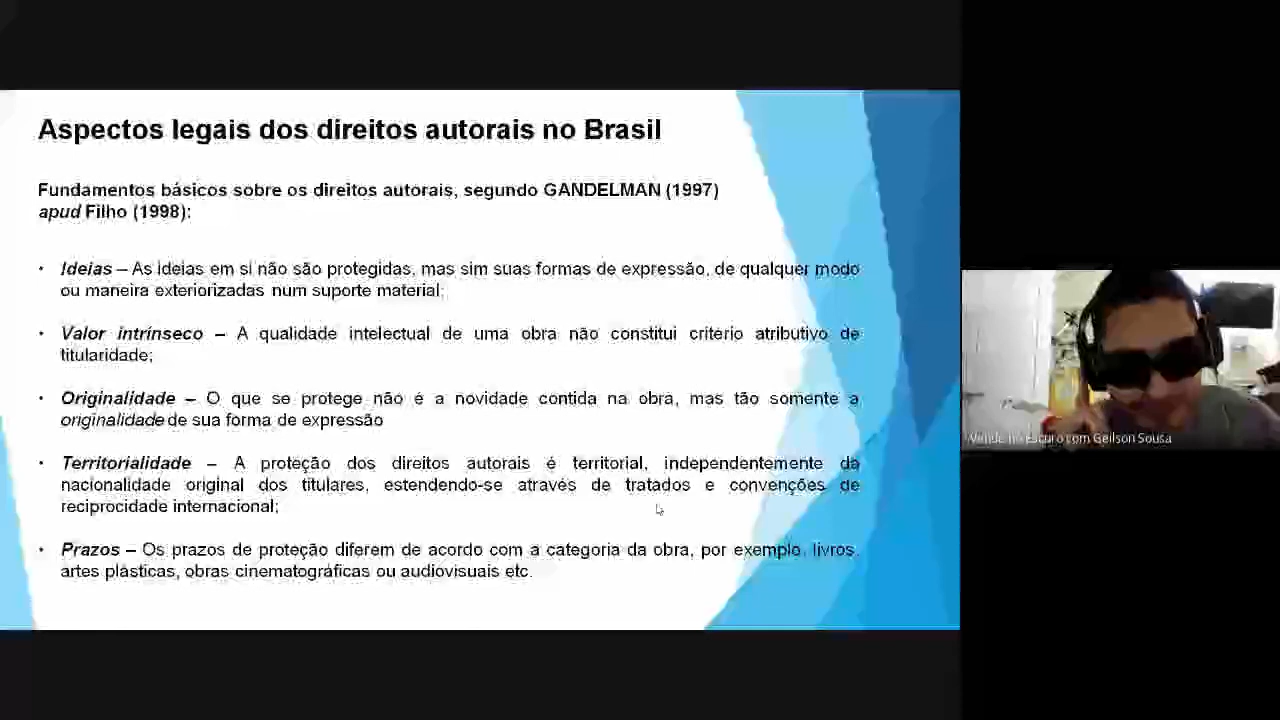 Aspectos legais dos direitos autorais no Brasil
Fundamentos básicos sobre os direitos autorais, segundo GANDELMAN (1997)
apud Filho (1998):
• Ideias – As ideias em si não são protegidas, mas sim suas formas de expressão, de qualquer modo
ou maneira exteriorizadas num suporte material;
• Valor intrínseco – A qualidade intelectual de uma obra não constitui critério atributivo de
titularidade;
• Originalidade – O que se protege não é a novidade contida na obra, mas tão somente a
originalidade de sua forma de expressão
• Territorialidade – A proteção dos direitos autorais é territorial, independentemente da
nacionalidade original dos titulares, estendendo-se através de tratados e convenções de
reciprocidade internacional;
• Prazos – Os prazos de proteção diferem de acordo com a categoria da obra, por exemplo, livros,
artes plásticas, obras cinematográficas ou audiovisuais etc.
Vendo no Escuro com Geilson Sousa